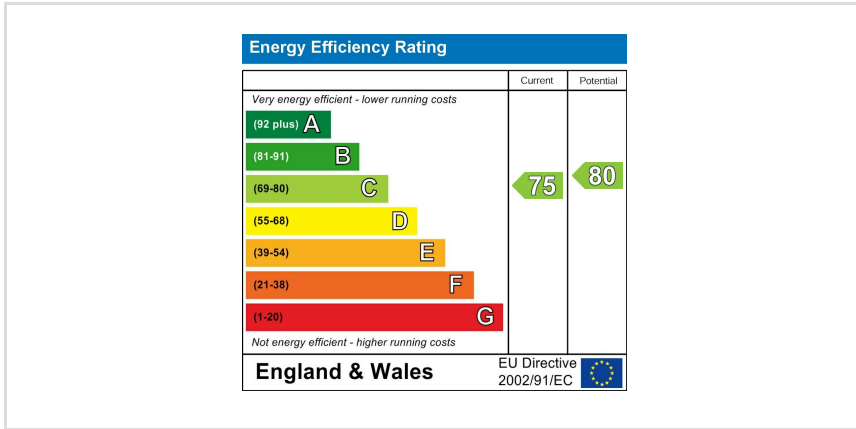 Energy Efficiency Rating
Current Potential
Very energy efficient - lower running costs
(92 plus) A
(81-91) B
(69-80) C
75 80
(55-68) D
(39-54) E
(21-38) F
(1-20) G
Not energy efficient - higher running costs
England & Wales
EU Directive
2002/91/EC